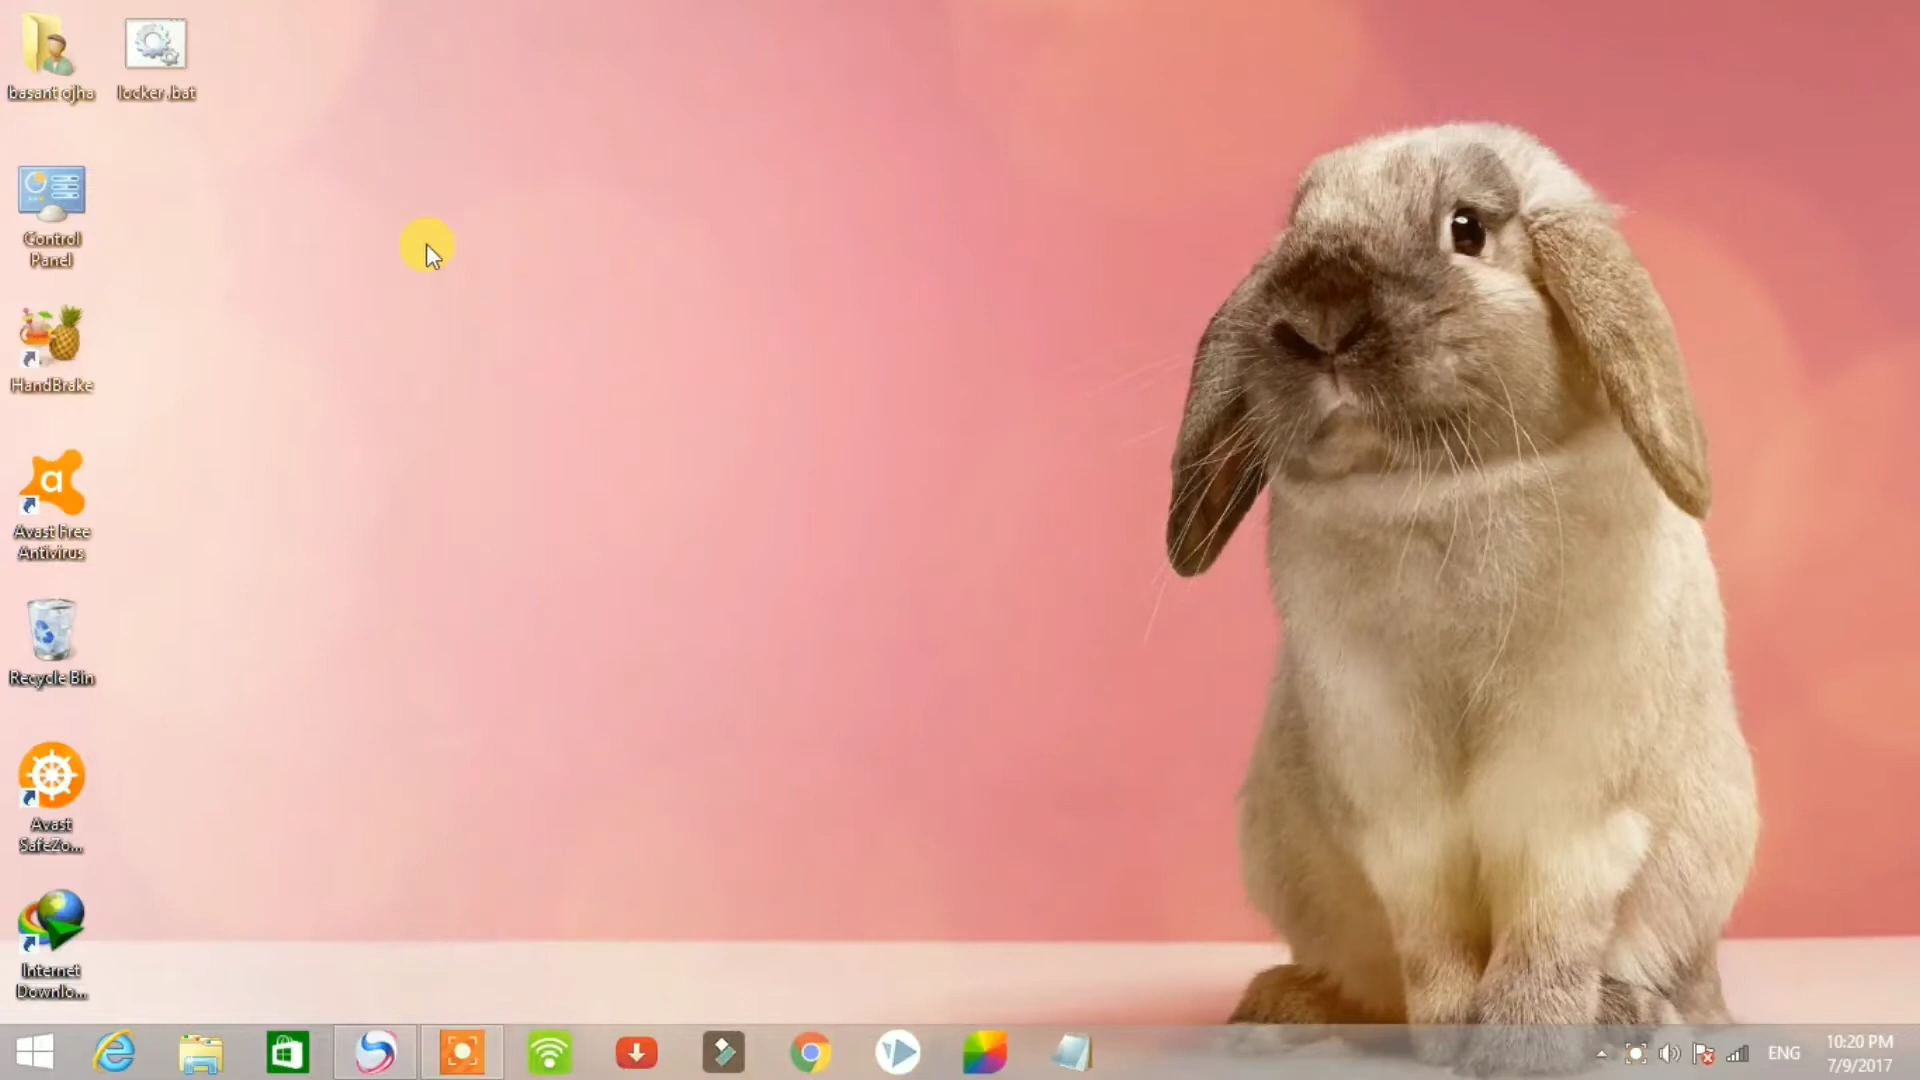 basant ojha
locker.bat
Control
Panel
HandBrake
Avast Free
Antivirus
Recycle Bin
Avast
SafeZo...
Internet
Downlo...
ENG
10:20 PM
7/9/2017